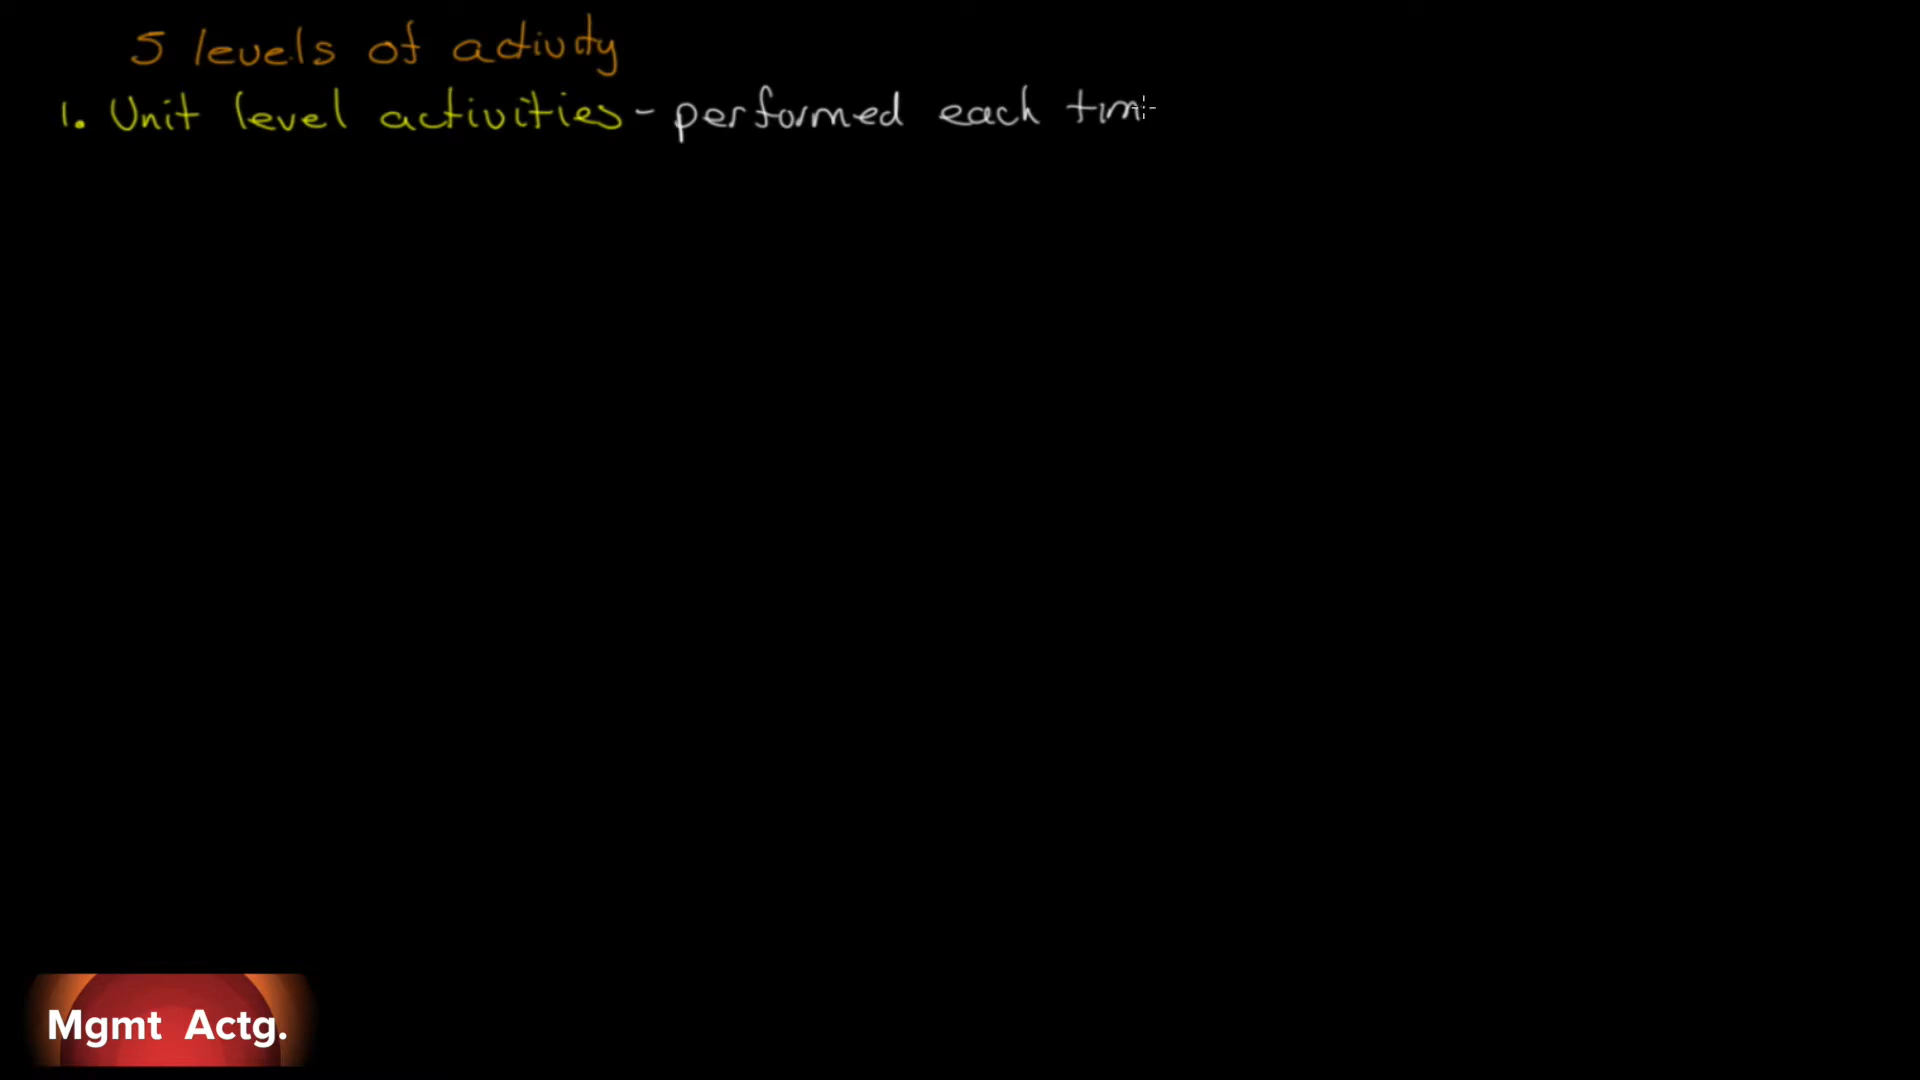 5 levels of activity
1. Unit level activities - performed each tim
Mgmt Actg.